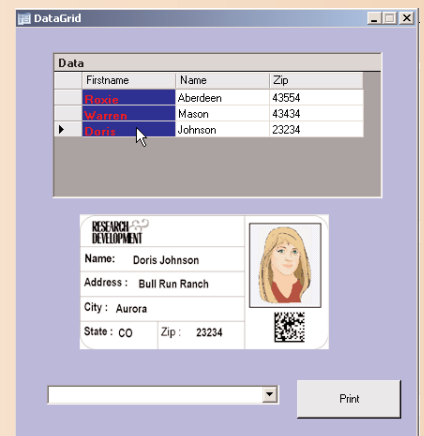 DataGrid
Data
Firstname Name Zip
Roxie Aberdeen 43554
Warren Mason 43434
Doris Johnson 23234
RESEARCH &
DEVELOPMENT
Name: Doris Johnson
Address : Bull Run Ranch
City : Aurora
State : CO Zip : 23234
Print